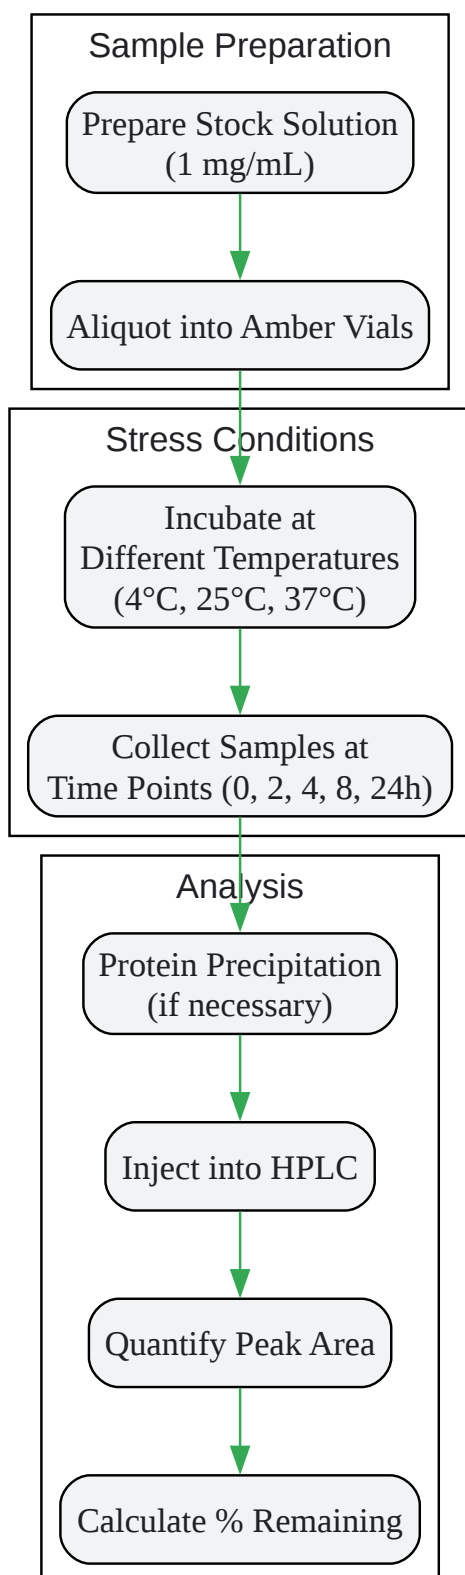 Sample Preparation
Prepare Stock Solution
(1 mg/mL)
Aliquot into Amber Vials
Stress Conditions
Incubate at
Different Temperatures
(4°C, 25°C, 37°C)
Collect Samples at
Time Points (0, 2, 4, 8, 24h)
Analysis
Protein Precipitation
(if necessary)
Inject into HPLC
Quantify Peak Area
Calculate % Remaining